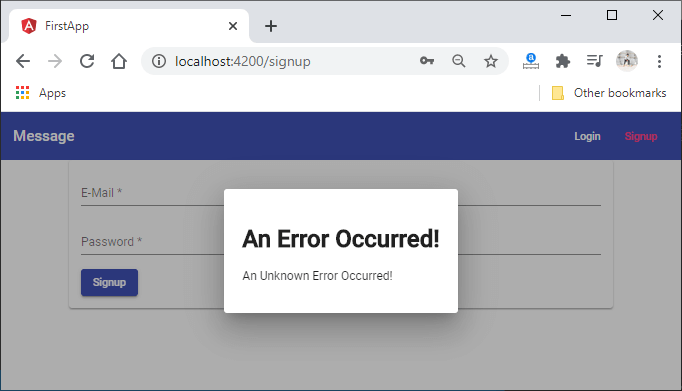 FirstApp
localhost:4200/signup
Apps
Other bookmarks
Message
Login
Signup
E-Mail *
Password *
Signup
An Error Occurred!
An Unknown Error Occurred!